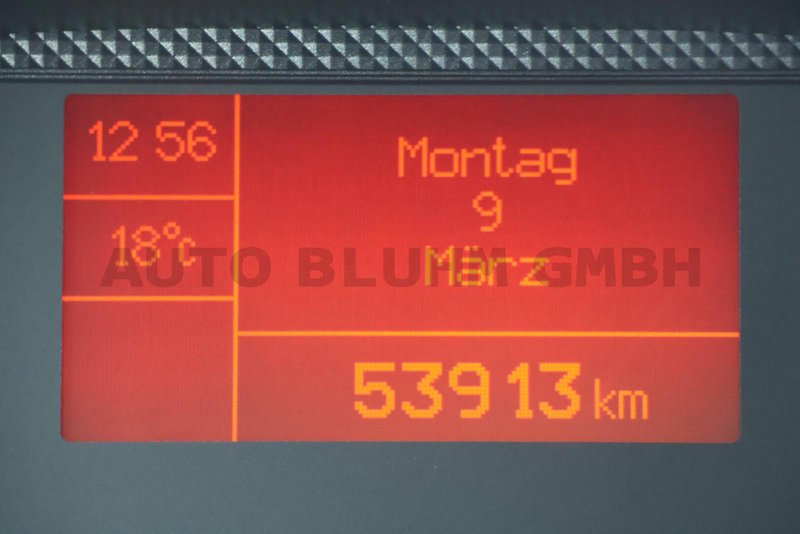 12 56
Montag
9
18°C
März
AUTO BLUHM GMBH
53913 km